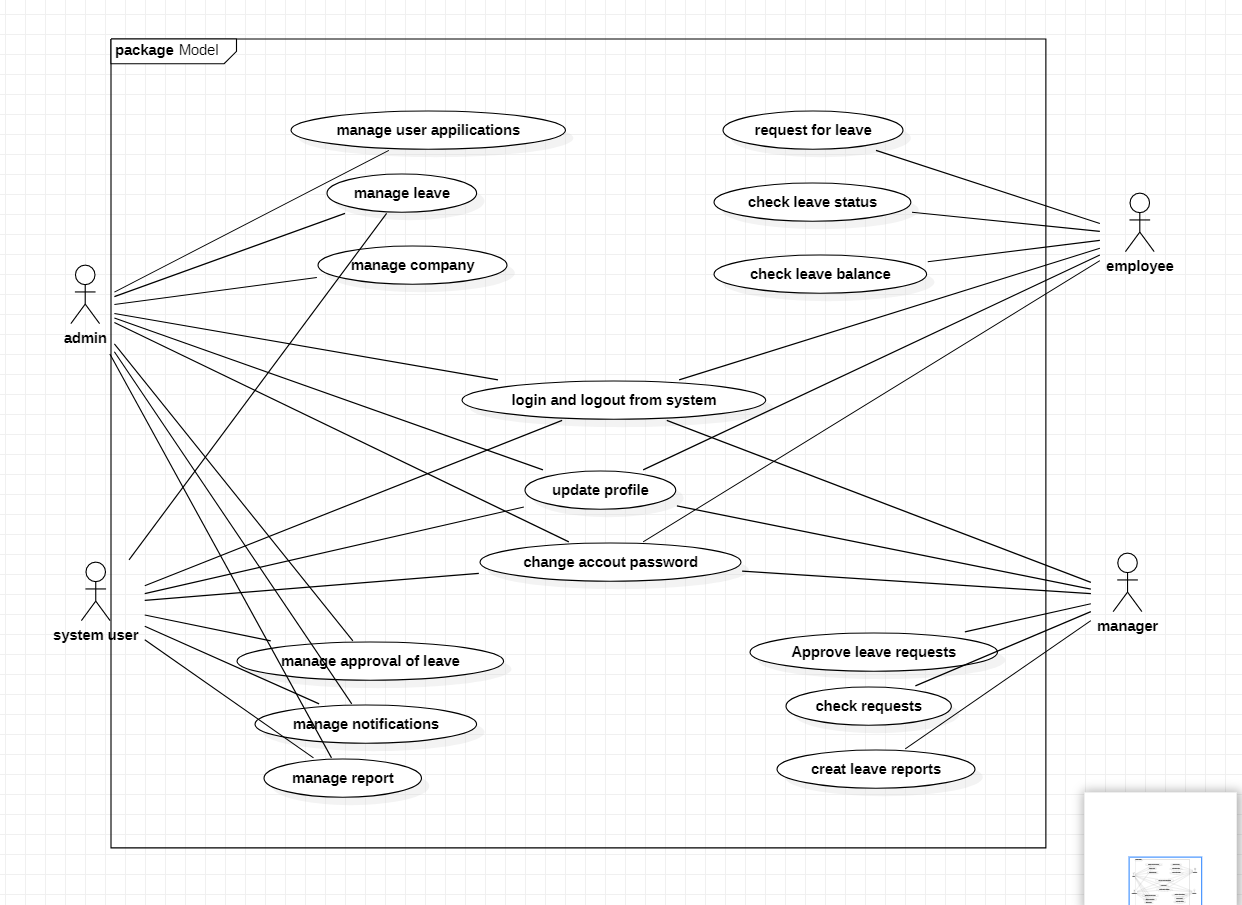 package Model
manage user appilications
request for leave
manage leave
check leave status
manage company
check leave balance
employee
admin
login and logout from system
update profile
change accout password
manager
system user
Approve leave requests
manage approval of leave
check requests
manage notifications
creat leave reports
manage report